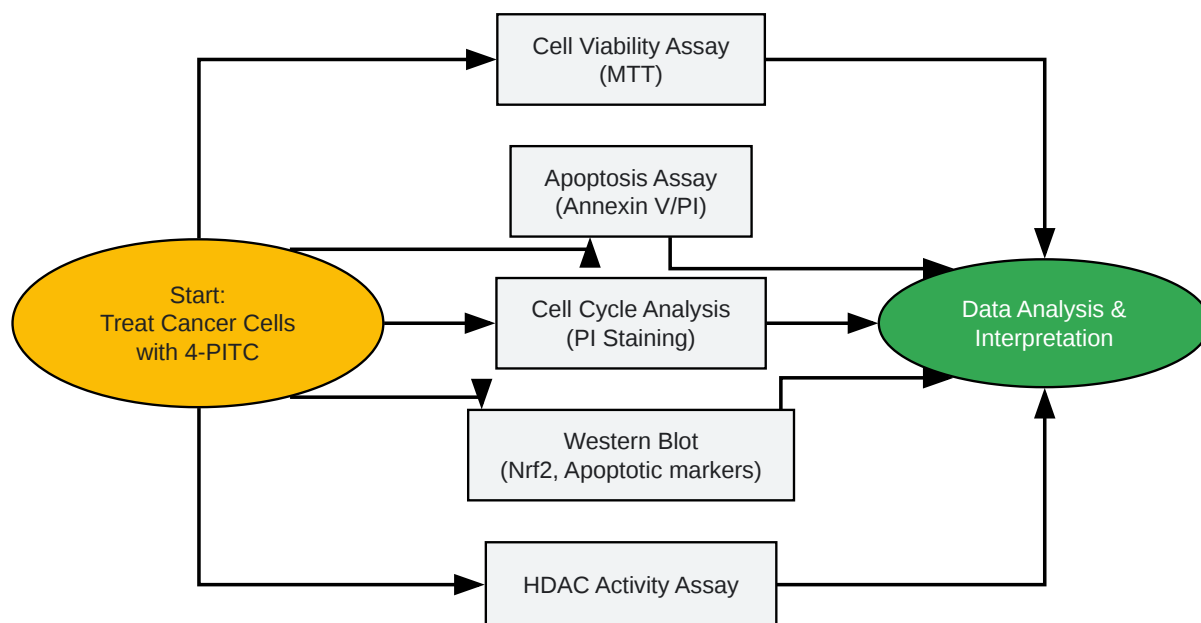 Cell Viability Assay
(MTT)
Apoptosis Assay
(Annexin V/PI)
Start:
Treat Cancer Cells
with 4-PITC
Cell Cycle Analysis
(PI Staining)
Data Analysis &
Interpretation
Western Blot
(Nrf2, Apoptotic markers)
HDAC Activity Assay